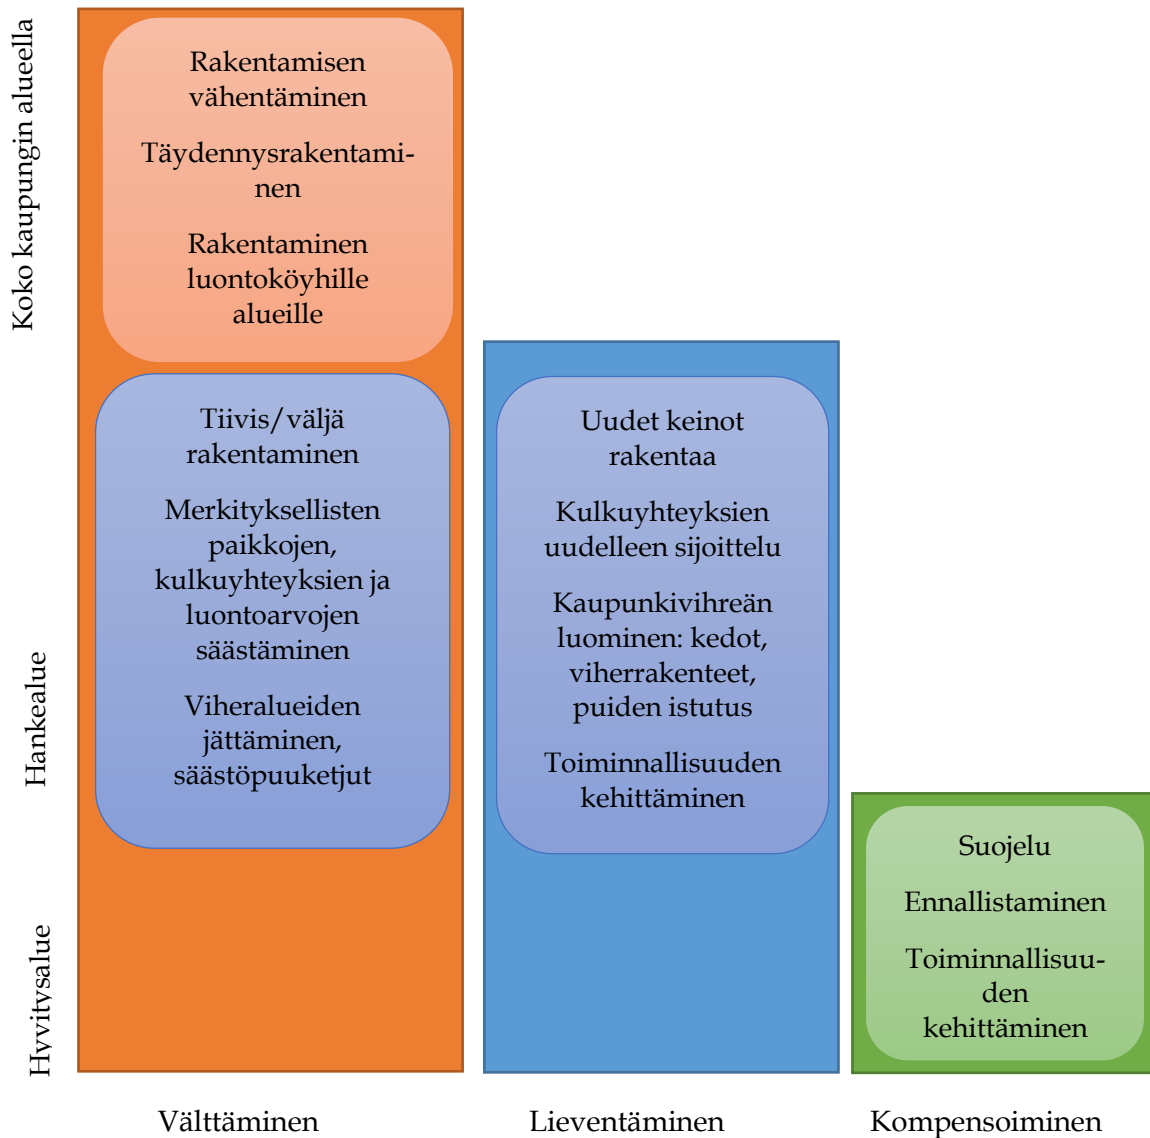 Koko kaupungin alueella
Rakentamisen
vähentäminen
Täydennysrakentami-
nen
Rakentaminen
luontoköyhille
alueille
Hankealue
Tiivis/väljä
rakentaminen
Merkityksellisten
paikkojen,
kulkuyhteyksien ja
luontoarvojen
säästäminen
Viheralueiden
jättäminen,
säästöpuuketjut
Uudet keinot
rakentaa
Kulkuyhteyksien
uudelleen sijoittelu
Kaupunkivihreän
luominen: kedot,
viherrakenteet,
puiden istutus
Toiminnallisuuden
kehittäminen
Hyvitysalue
Suojelu
Ennallistaminen
Toiminnallisuu-
den
kehittäminen
Välttäminen
Lieventäminen
Kompensoiminen